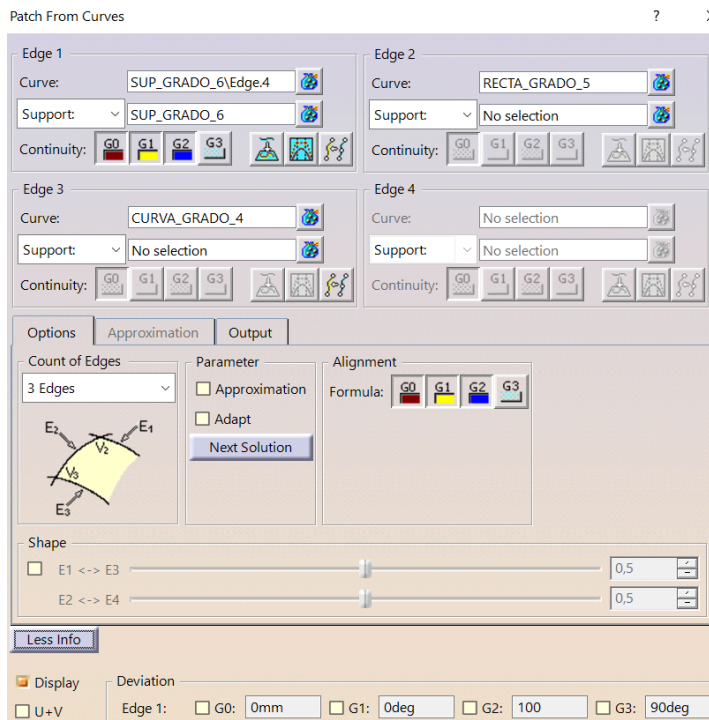 Patch From Curves ?
Edge 1
Curve: SUP_GRADO_6\Edge.4
Support: SUP_GRADO_6
Continuity: G0 G1 G2 G3
Edge 2
Curve: RECTA_GRADO_5
Support: No selection
Continuity: G0 G1 G2 G3
Edge 3
Curve: CURVA_GRADO_4
Support: No selection
Continuity: G0 G1 G2 G3
Edge 4
Curve: No selection
Support: No selection
Continuity: G0 G1 G2 G3
Options Approximation Output
Count of Edges
3 Edges
E2 E1
V2
V3
E3
Parameter
Approximation
Adapt
Next Solution
Alignment
Formula: G0 G1 G2 G3
Shape
E1 <-> E3 0,5
E2 <-> E4 0,5
Less Info
Display
U+V
Deviation
Edge 1: G0: 0mm G1: 0deg G2: 100 G3: 90deg